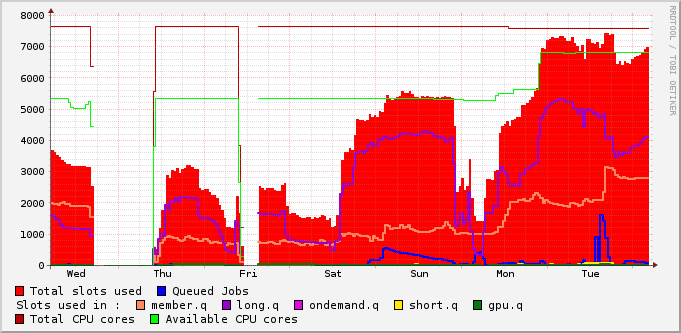 RRDTOOL / TOBI OETIKER
8000
7000
6000
5000
4000
3000
2000
1000
0
Wed Thu Fri Sat Sun Mon Tue
Total slots used Queued Jobs
Slots used in : member.q long.q ondemand.q short.q gpu.q
Total CPU cores Available CPU cores